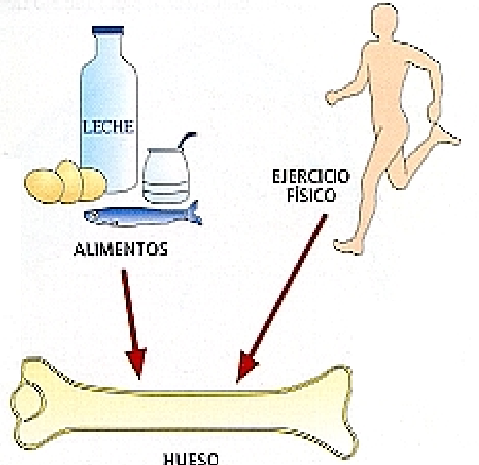 LECHE
EJERCICIO
FÍSICO
ALIMENTOS
HUESO